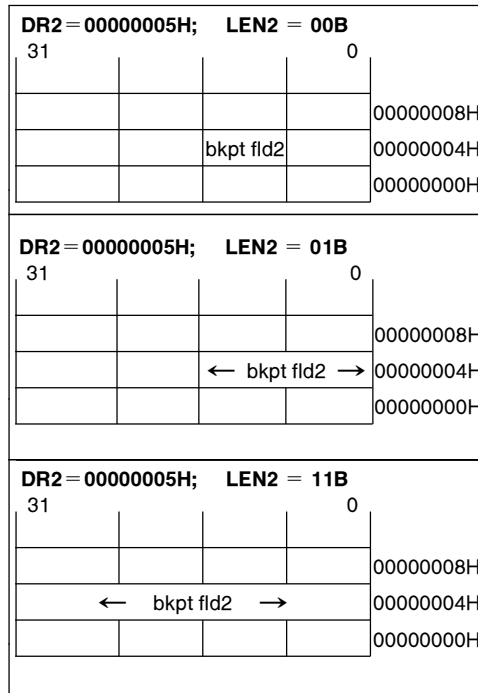 DR2=00000005H; LEN2 = 00B
31 0
00000008H
bkpt fld2 00000004H
00000000H
DR2=00000005H; LEN2 = 01B
31 0
00000008H
← bkpt fld2 → 00000004H
00000000H
DR2=00000005H; LEN2 = 11B
31 0
00000008H
← bkpt fld2 → 00000004H
00000000H